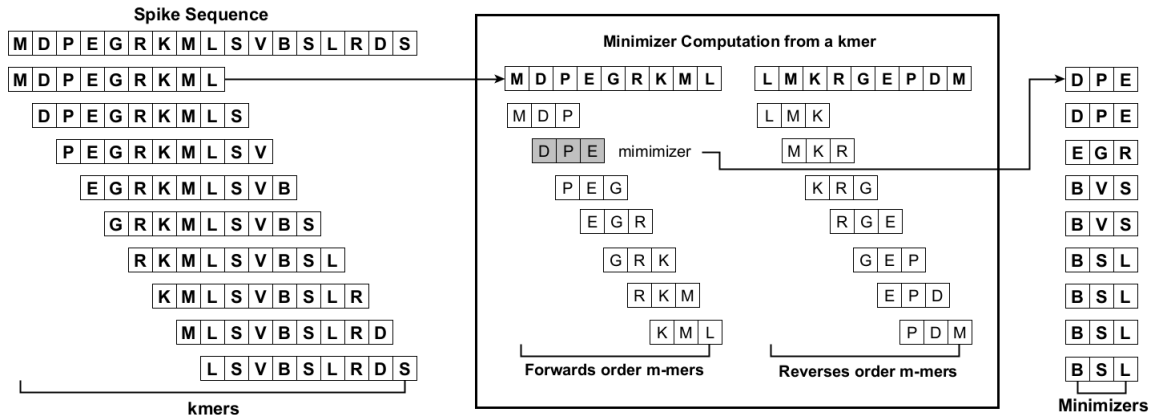 Spike Sequence
M D P E G R K M L S V B S L R D S
M D P E G R K M L
D P E G R K M L S
P E G R K M L S V
E G R K M L S V B
G R K M L S V B S
R K M L S V B S L
K M L S V B S L R
M L S V B S L R D
L S V B S L R D S
kmers
Minimizer Computation from a kmer
M D P E G R K M L
M D P
D P E mimimizer
P E G
E G R
G R K
R K M
K M L
Forwards order m-mers
L M K R G E P D M
L M K
M K R
K R G
R G E
G E P
E P D
P D M
Reverses order m-mers
D P E
D P E
E G R
B V S
B V S
B S L
B S L
B S L
B S L
Minimizers